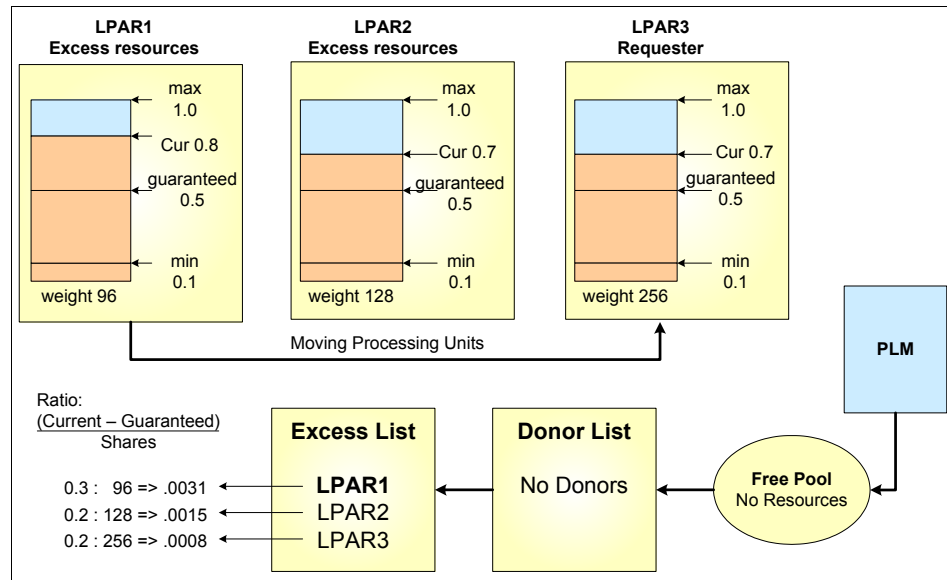 LPAR1
Excess resources
max
1.0
Cur 0.8
guaranteed
0.5
min
0.1
weight 96
LPAR2
Excess resources
max
1.0
Cur 0.7
guaranteed
0.5
min
0.1
weight 128
LPAR3
Requester
max
1.0
Cur 0.7
guaranteed
0.5
min
0.1
weight 256
Moving Processing Units
PLM
Free Pool
No Resources
Donor List
No Donors
Excess List
LPAR1
LPAR2
LPAR3
Ratio:
(Current – Guaranteed)
Shares
0.3 : 96 => .0031
0.2 : 128 => .0015
0.2 : 256 => .0008